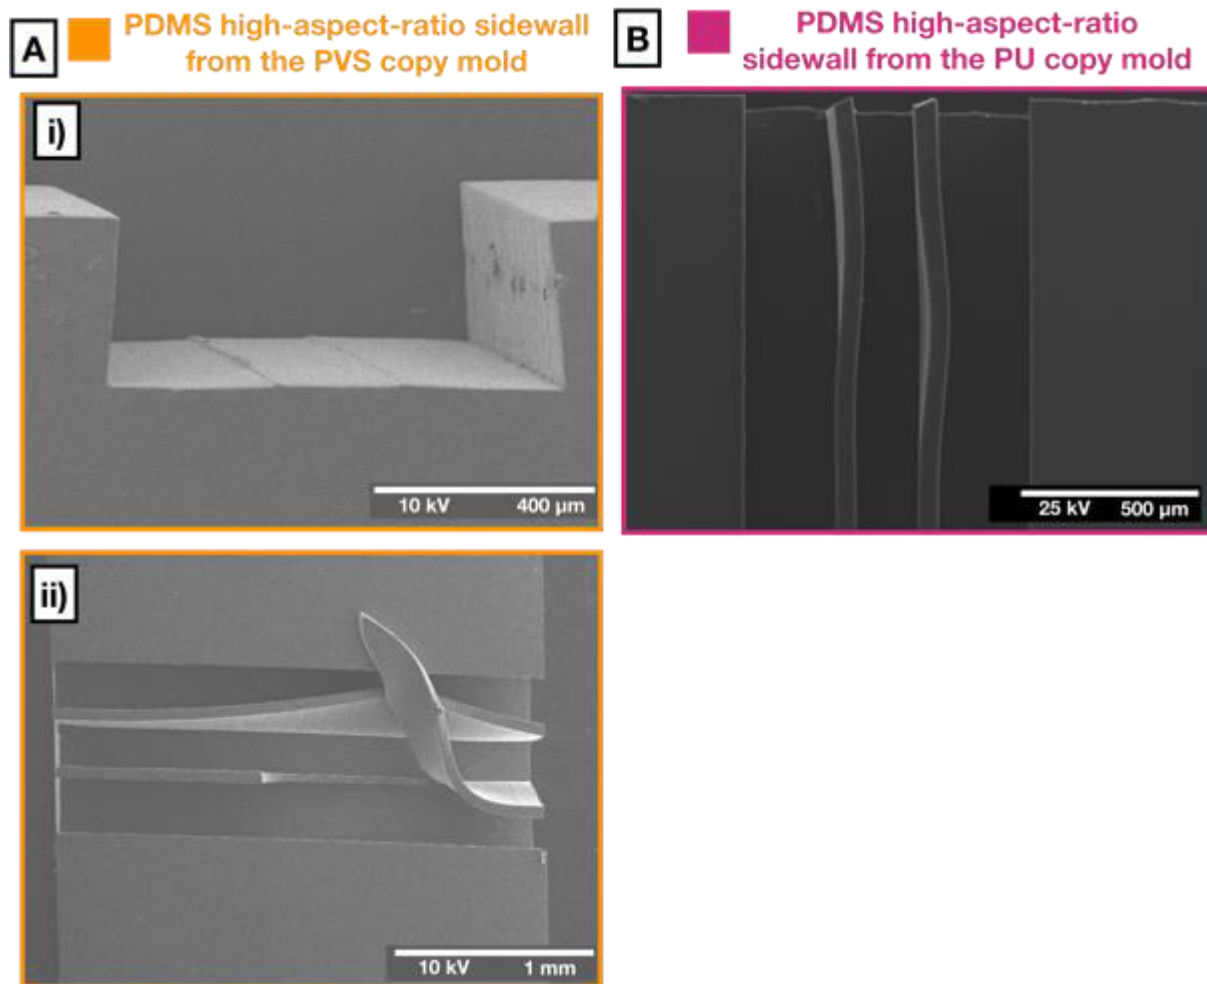 A
PDMS high-aspect-ratio sidewall
from the PVS copy mold
B
PDMS high-aspect-ratio
sidewall from the PU copy mold
i)
10 kV 400 μm
25 kV 500 μm
ii)
10 kV 1 mm